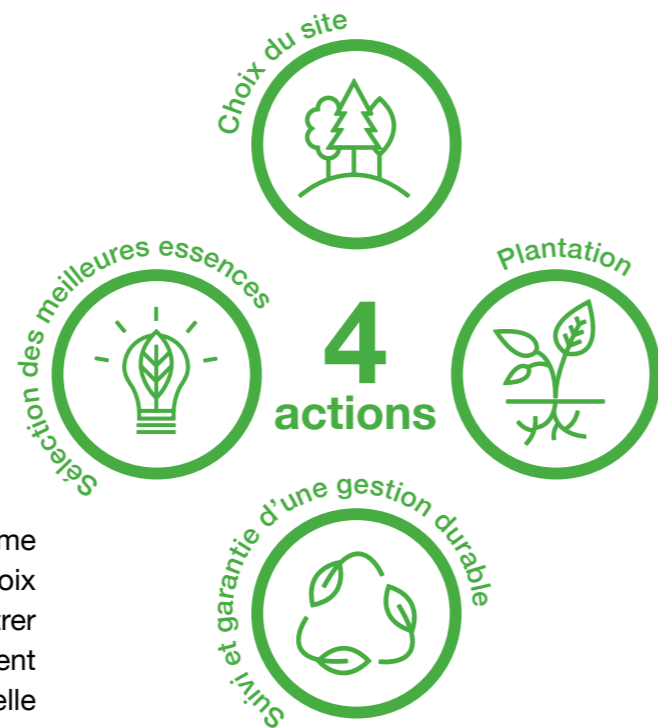 Choix du site
Sélection des meilleures essences
Plantation
4
actions
Suivi et garantie d'une gestion durable